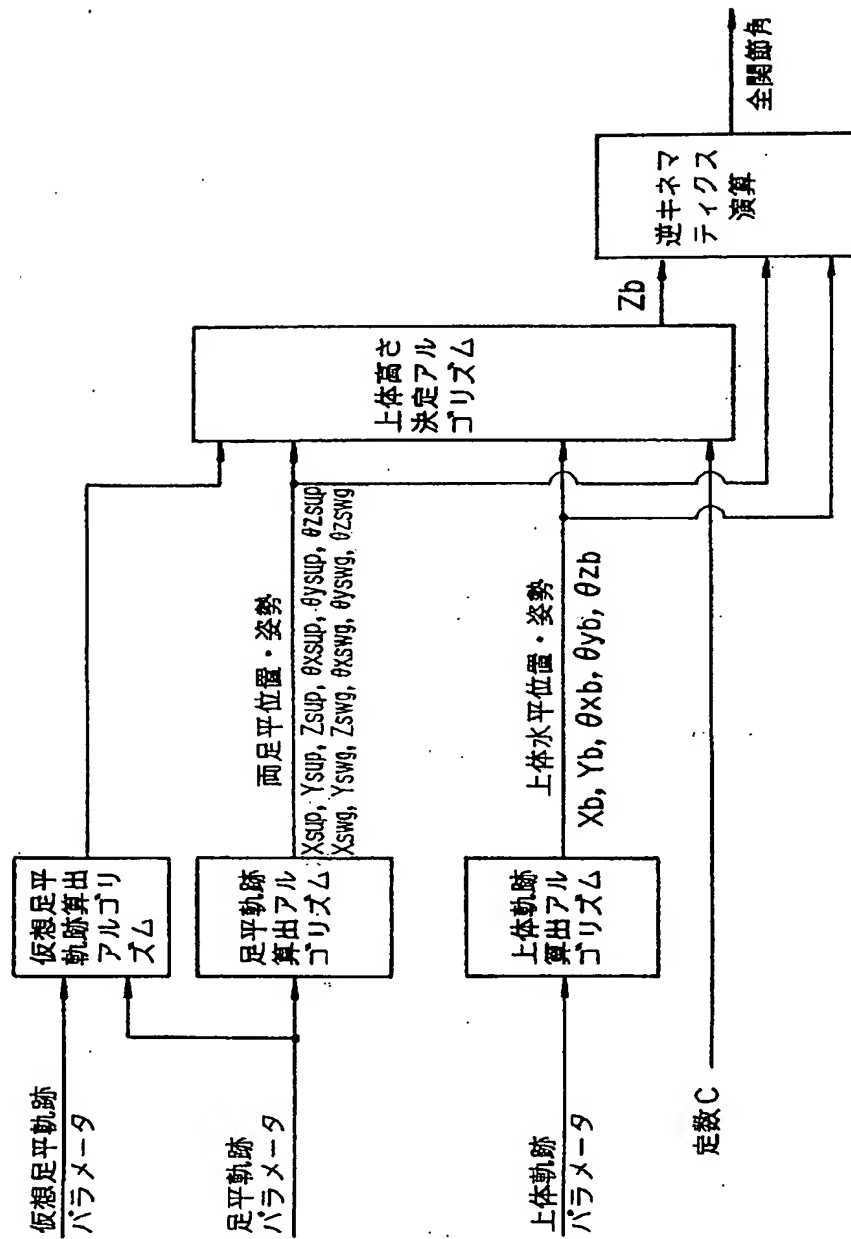 仮想足平軌跡
パラメータ
足平軌跡
パラメータ
上体軌跡
パラメータ
定数C
仮想足平
軌跡算出
アルゴリ
ズム
足平軌跡
算出アル
ゴリズム
上体軌跡
算出アル
ゴリズム
両足平位置・姿勢
Xsup, Ysup, Zsup, θxsup, θysup, θzsup
Xswg, Yswg, Zswg, θxswg, θyswg, θzswg
上体水平位置・姿勢
Xb, Yb, θxb, θyb, θzb
上体高さ
決定アル
ゴリズム
Zb
逆キネマ
ティクス
演算
全関節角